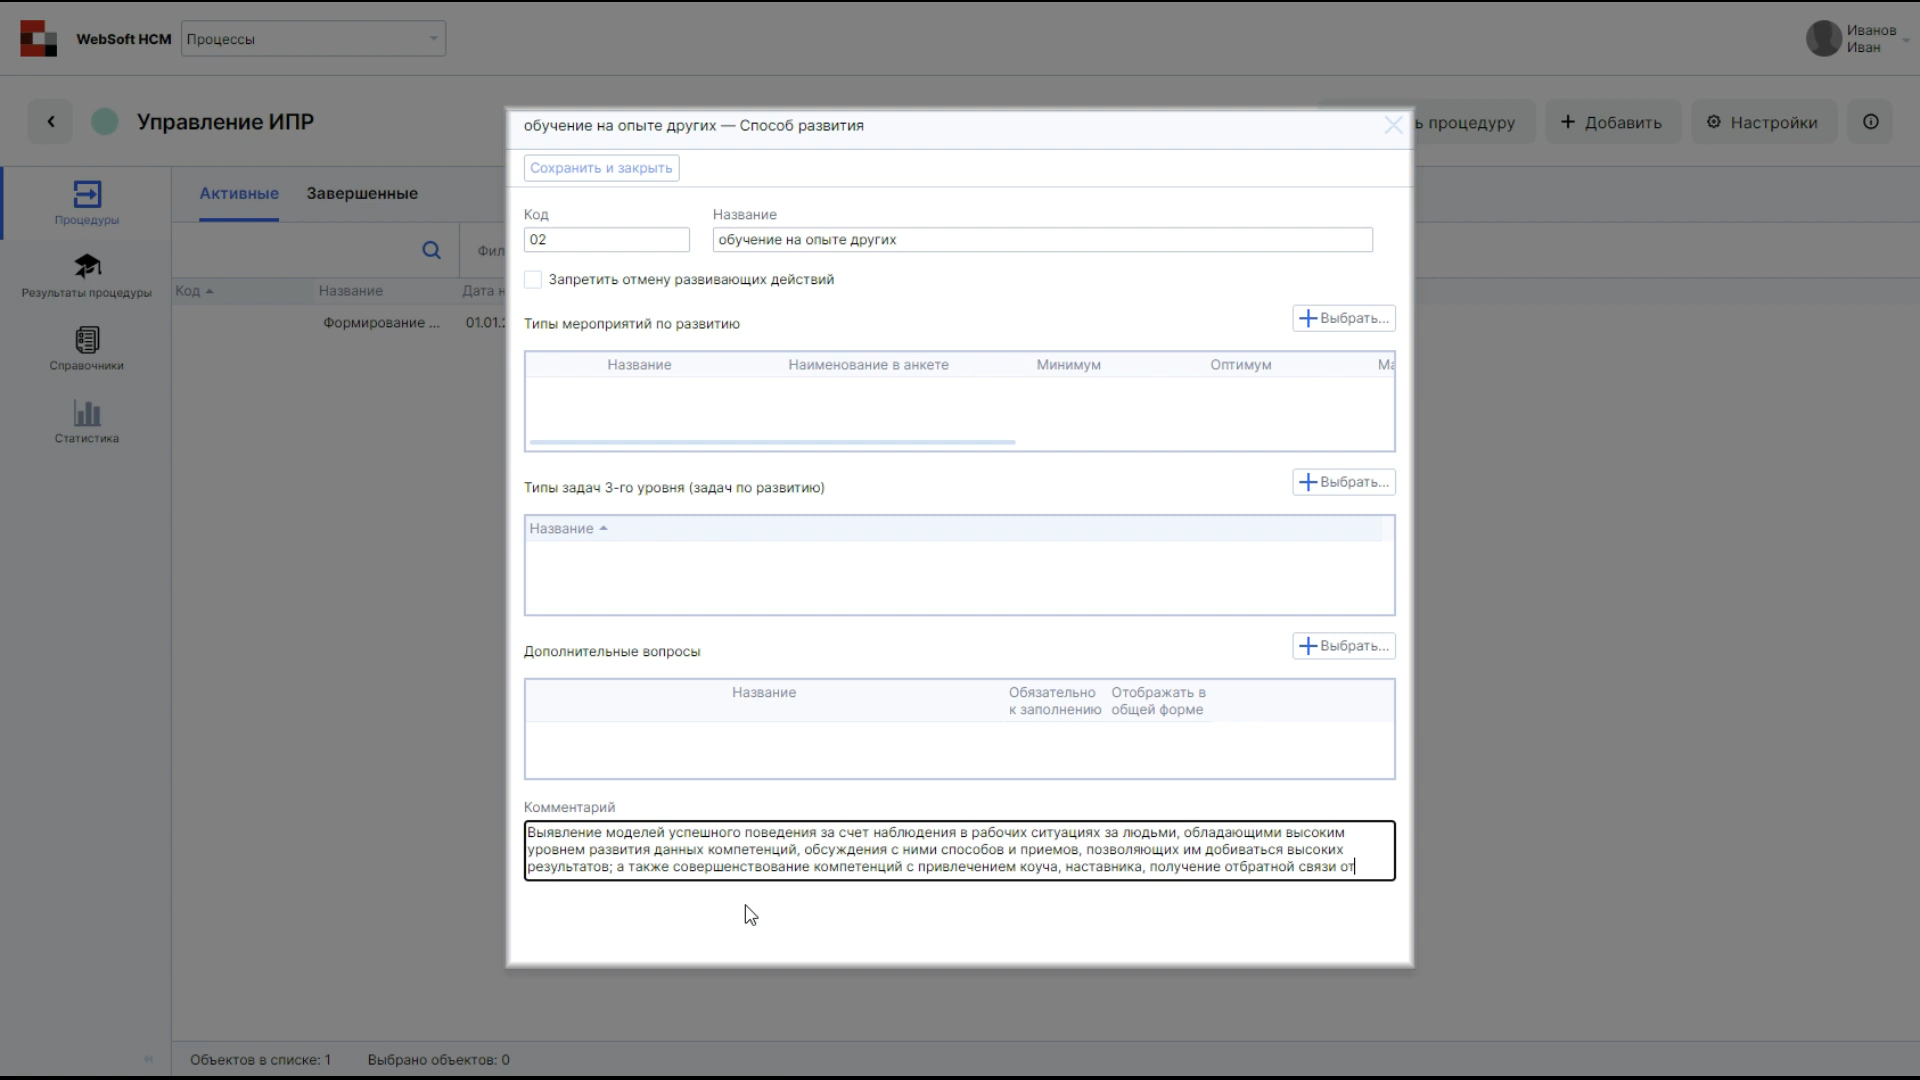 WebSoft HCM
Процессы
Иванов
Иван
Управление ИПР
ь процедуру
Добавить
Настройки
Процедуры
Результаты процедуры
Справочники
Статистика
Активные
Завершенные
Фил
Код
Название
Дата н
Формирование ...
01.01.2
обучение на опыте других — Способ развития
Сохранить и закрыть
Код
Название
02
обучение на опыте других
Запретить отмену развивающих действий
Типы мероприятий по развитию
Выбрать...
Название
Наименование в анкете
Минимум
Оптимум
Ма
Типы задач 3-го уровня (задач по развитию)
Выбрать...
Название
Дополнительные вопросы
Выбрать...
Название
Обязательно к заполнению
Отображать в общей форме
Комментарий
Выявление моделей успешного поведения за счет наблюдения в рабочих ситуациях за людьми, обладающими высоким
уровнем развития данных компетенций, обсуждения с ними способов и приемов, позволяющих им добиваться высоких
результатов; а также совершенствование компетенций с привлечением коуча, наставника, получение отбратной связи от
Объектов в списке: 1
Выбрано объектов: 0